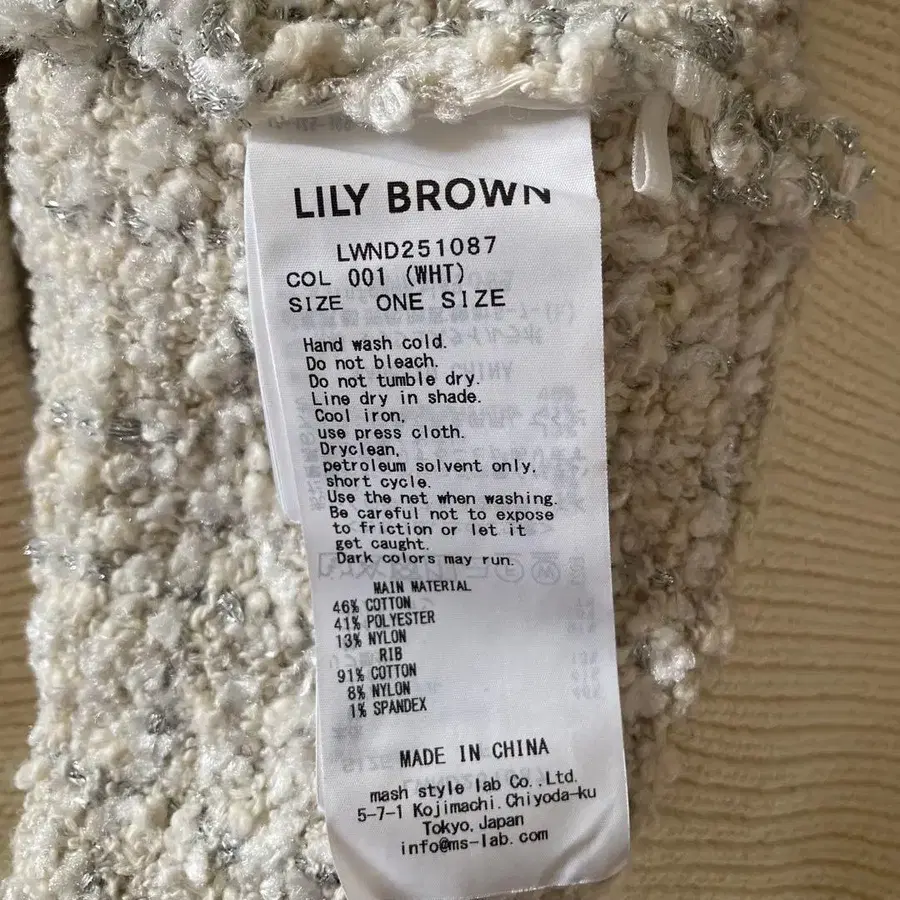 LILY BROWN
LWND251087
COL 001 (WHT)
SIZE ONE SIZE
Hand wash cold.
Do not bleach.
Do not tumble dry.
Line dry in shade.
Cool iron,
use press cloth.
Dryclean,
petroleum solvent only.
short cycle.
Use the net when washing.
Be careful not to expose
to friction or let it
get caught.
Dark colors may run.
MAIN MATERIAL
46% COTTON
41% POLYESTER
13% NYLON
RIB
91% COTTON
8% NYLON
1% SPANDEX
MADE IN CHINA
mash style lab Co.,Ltd.
5-7-1 Kojimachi.Chiyoda-ku
Tokyo,Japan
info@ms-lab.com